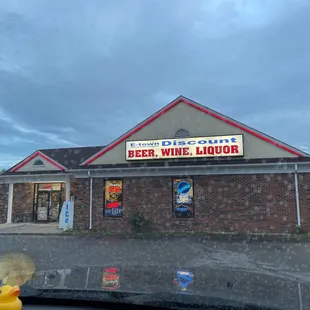 E-town Discount
BEER, WINE, LIQUOR
ICE